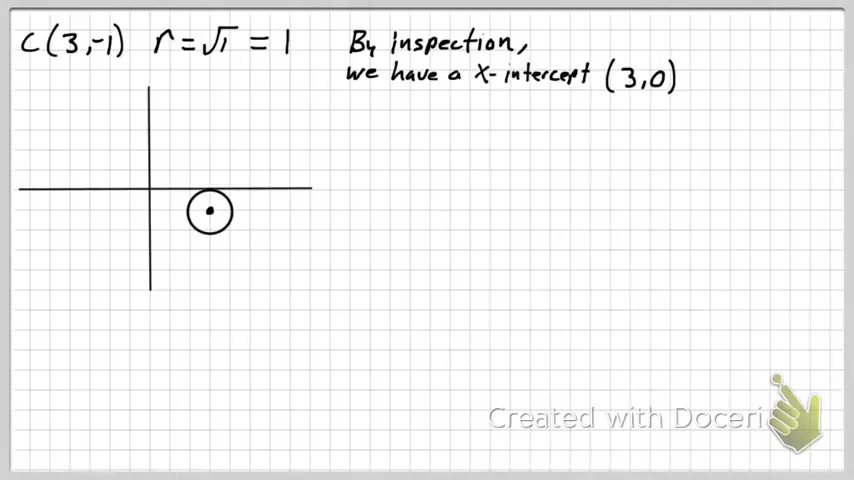 C(3,-1) r = √1 = 1
By inspection,
we have a x-intercept (3,0)
Created with Doceri